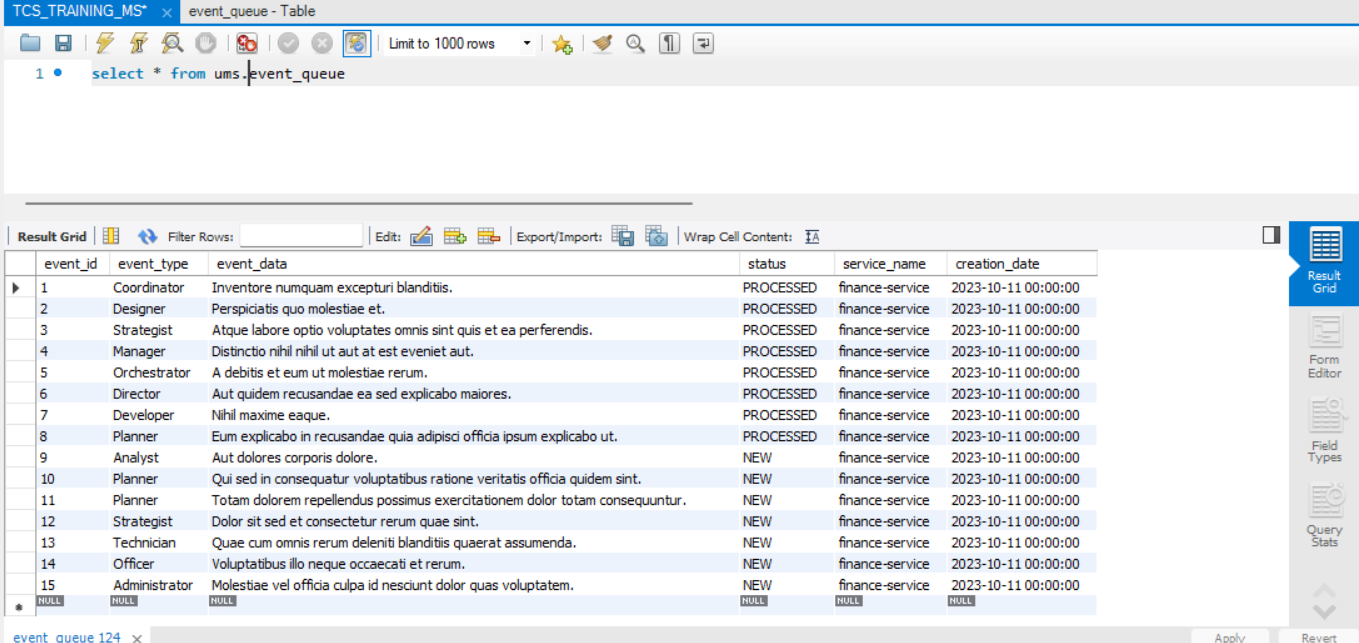 TCS_TRAINING_MS* × event_queue - Table
Limit to 1000 rows
1 select * from ums.event_queue
Result Grid Filter Rows: Edit: Export/Import: Wrap Cell Content:
event_id event_type event_data status service_name creation_date
1 Coordinator Inventore numquam excepturi blanditiis. PROCESSED finance-service 2023-10-11 00:00:00
2 Designer Perspiciatis quo molestiae et. PROCESSED finance-service 2023-10-11 00:00:00
3 Strategist Atque labore optio voluptates omnis sint quis et ea perferendis. PROCESSED finance-service 2023-10-11 00:00:00
4 Manager Distinctio nihil nihil ut aut at est eveniet aut. PROCESSED finance-service 2023-10-11 00:00:00
5 Orchestrator A debitis et eum ut molestiae rerum. PROCESSED finance-service 2023-10-11 00:00:00
6 Director Aut quidem recusandae ea sed explicabo maiores. PROCESSED finance-service 2023-10-11 00:00:00
7 Developer Nihil maxime eaque. PROCESSED finance-service 2023-10-11 00:00:00
8 Planner Eum explicabo in recusandae quia adipisci officia ipsum explicabo ut. PROCESSED finance-service 2023-10-11 00:00:00
9 Analyst Aut dolores corporis dolore. NEW finance-service 2023-10-11 00:00:00
10 Planner Qui sed in consequatur voluptatibus ratione veritatis officia quidem sint. NEW finance-service 2023-10-11 00:00:00
11 Planner Totam dolorem repellendus possimus exercitationem dolor totam consequuntur. NEW finance-service 2023-10-11 00:00:00
12 Strategist Dolor sit sed et consectetur rerum quae sint. NEW finance-service 2023-10-11 00:00:00
13 Technician Quae cum omnis rerum deleniti blanditiis quaerat assumenda. NEW finance-service 2023-10-11 00:00:00
14 Officer Voluptatibus illo neque occaecati et rerum. NEW finance-service 2023-10-11 00:00:00
15 Administrator Molestiae vel officia culpa id nesciunt dolor quas voluptatem. NEW finance-service 2023-10-11 00:00:00
NULL NULL NULL NULL NULL NULL
Result
Grid
Form
Editor
Field
Types
Query
Stats
event_queue 124 × Apply Revert